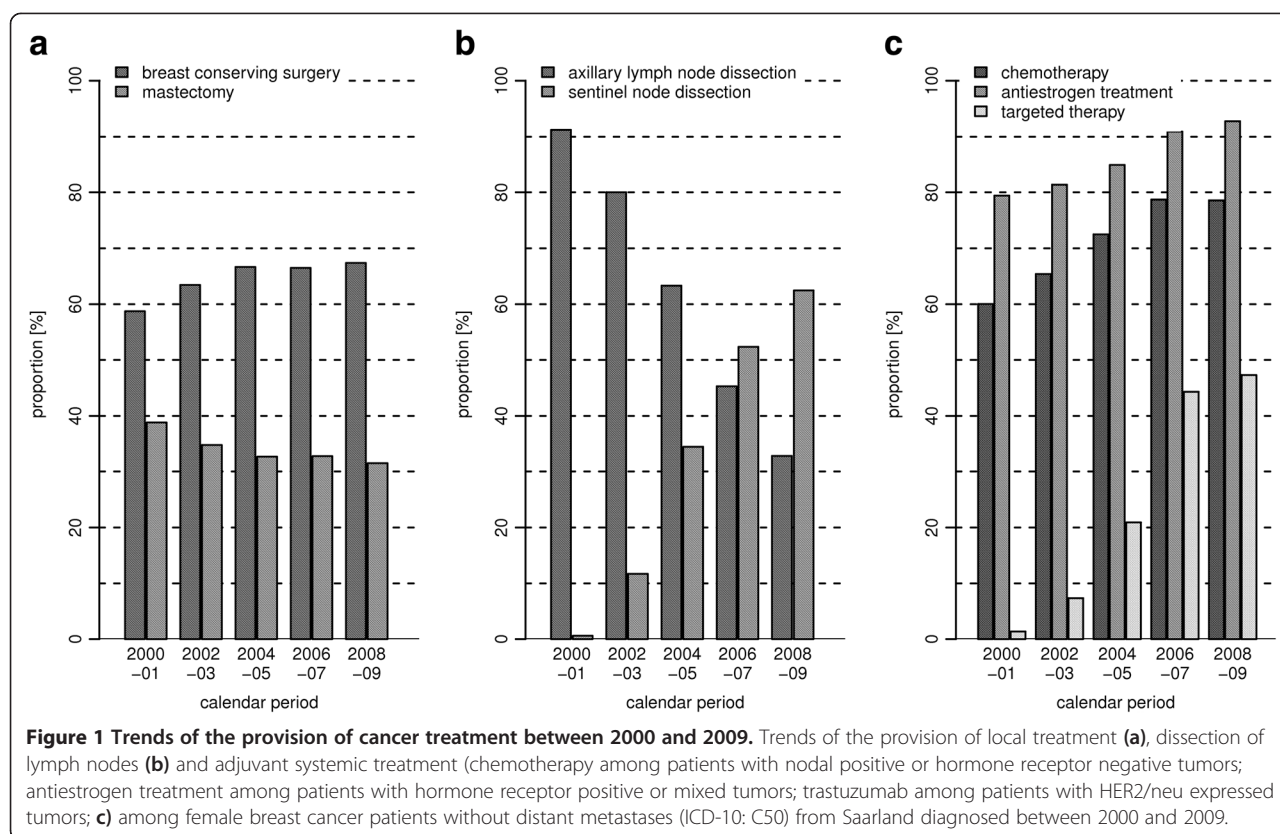 a
breast conserving surgery
mastectomy
proportion [%]
0
20
40
60
80
100
2000 2002 2004 2006 2008
–01 –03 –05 –07 –09
calendar period
b
axillary lymph node dissection
sentinel node dissection
proportion [%]
0
20
40
60
80
100
2000 2002 2004 2006 2008
–01 –03 –05 –07 –09
calendar period
c
chemotherapy
antiestrogen treatment
targeted therapy
proportion [%]
0
20
40
60
80
100
2000 2002 2004 2006 2008
–01 –03 –05 –07 –09
calendar period
Figure 1 Trends of the provision of cancer treatment between 2000 and 2009. Trends of the provision of local treatment (a), dissection of
lymph nodes (b) and adjuvant systemic treatment (chemotherapy among patients with nodal positive or hormone receptor negative tumors;
antiestrogen treatment among patients with hormone receptor positive or mixed tumors; trastuzumab among patients with HER2/neu expressed
tumors; c) among female breast cancer patients without distant metastases (ICD-10: C50) from Saarland diagnosed between 2000 and 2009.